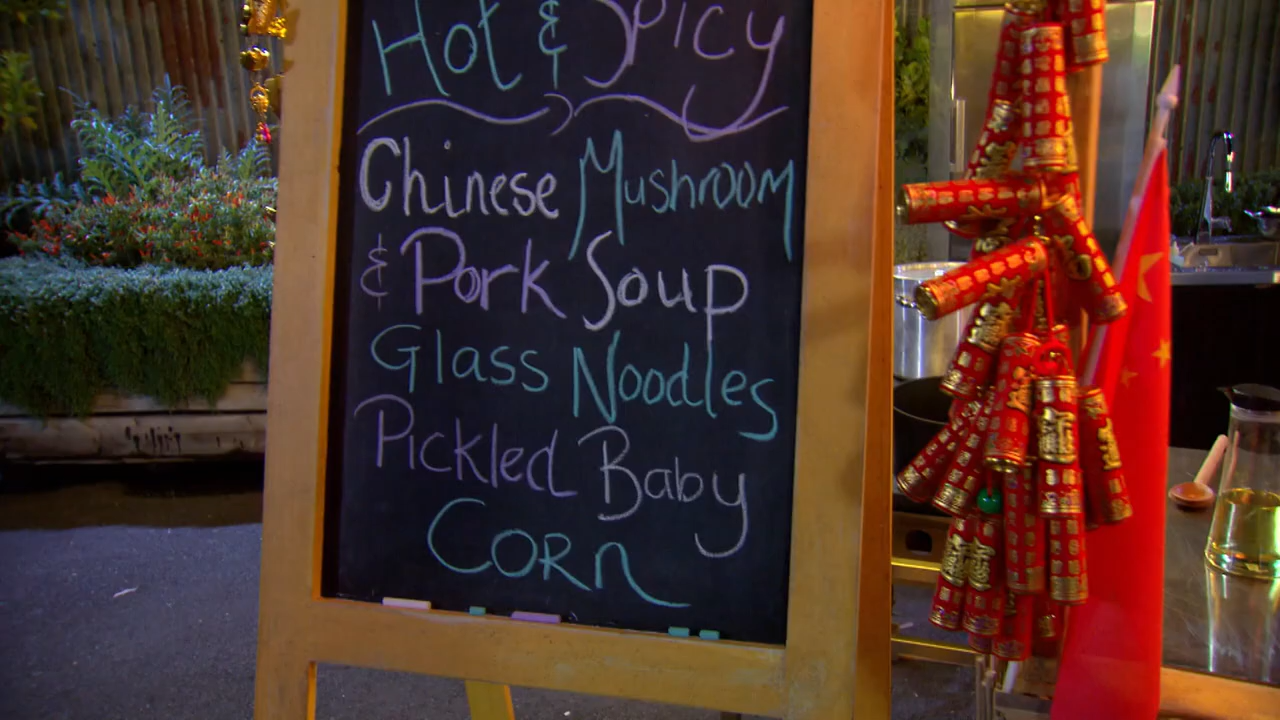 Hot & Spicy
Chinese Mushroom
& Pork Soup
Glass Noodles
Pickled Baby
Corn